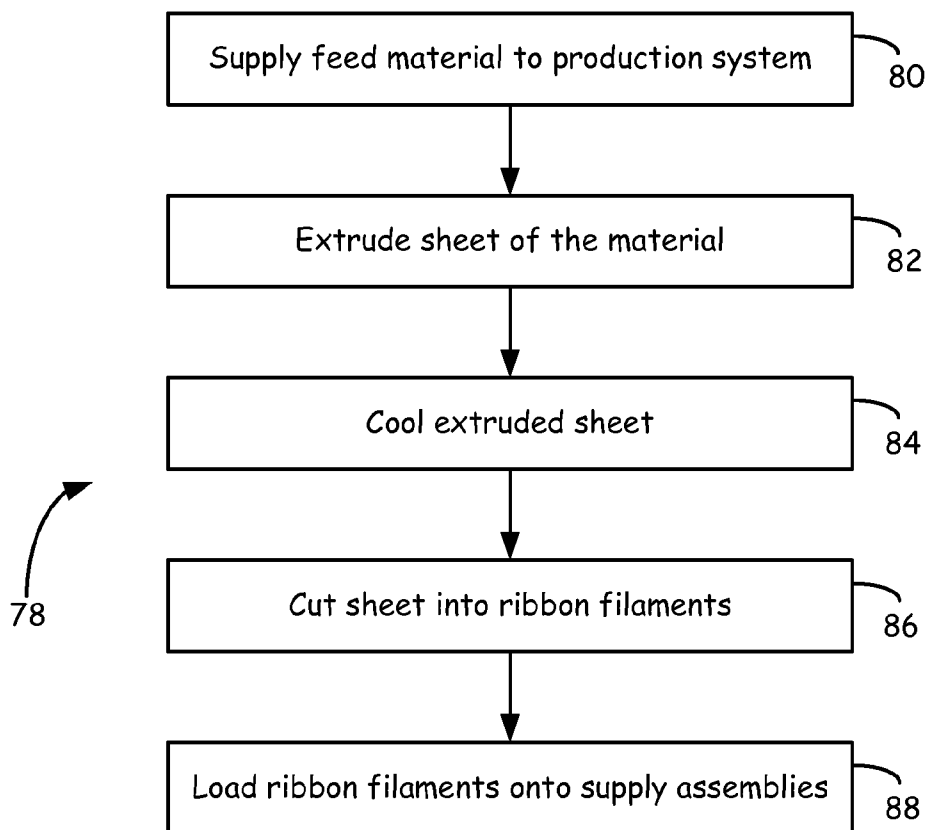 Supply feed material to production system
80
Extrude sheet of the material
82
Cool extruded sheet
84
78
Cut sheet into ribbon filaments
86
Load ribbon filaments onto supply assemblies
88